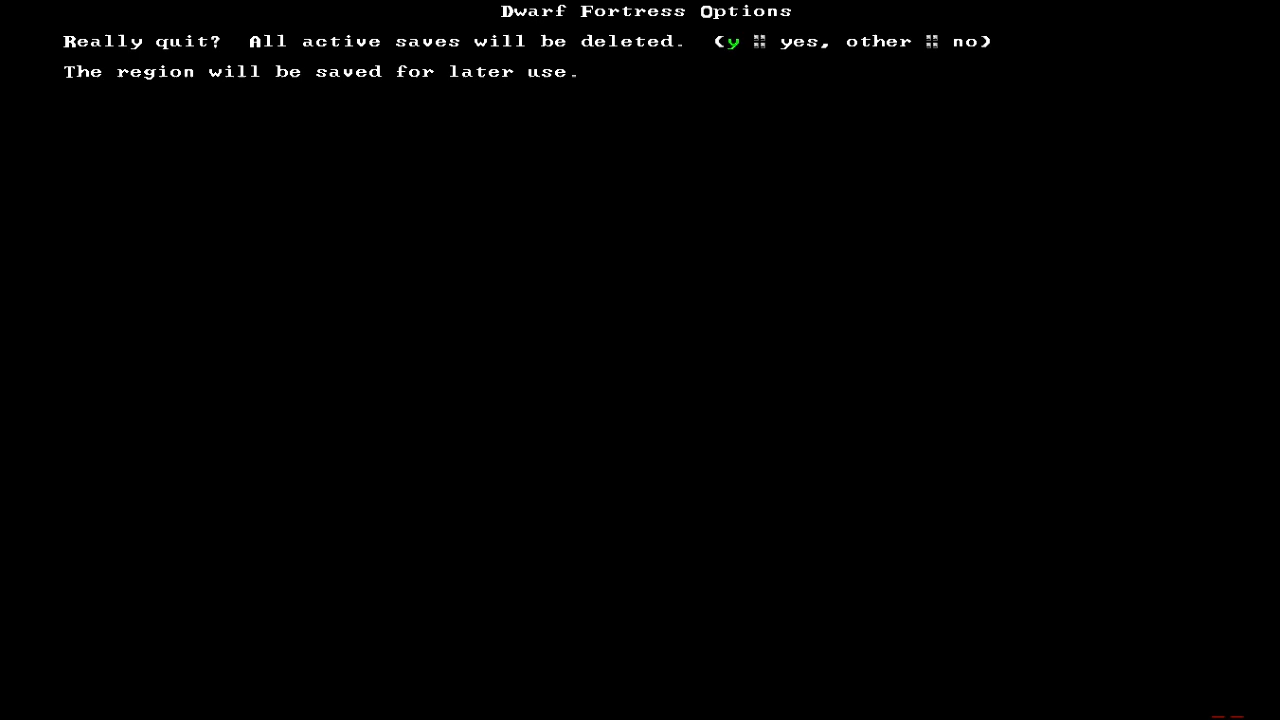 Dwarf Fortress Options
Really quit?  All active saves will be deleted.  (y = yes, other = no)
The region will be saved for later use.